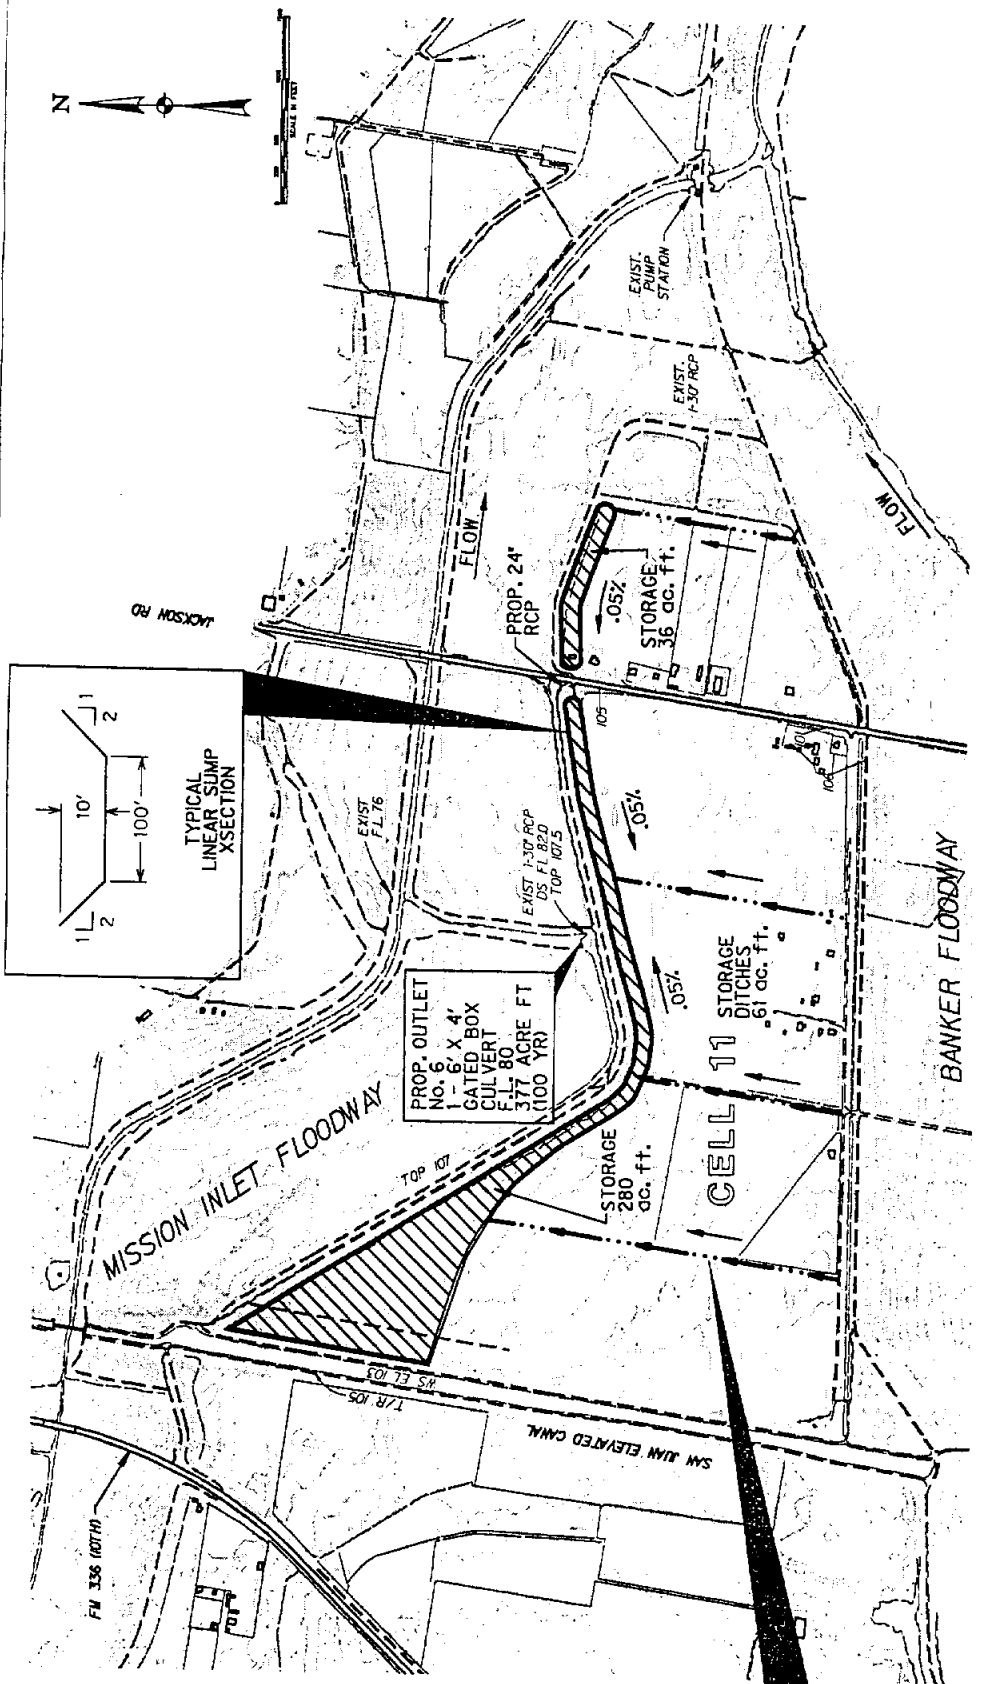 N
SCALE IN FEET
JACKSON RD
1
2
10'
100'
1
2
TYPICAL
LINEAR SUMP
XSECTION
EXIST
FL 76
FLOW
PROP. 24"
RCP
EXIST.
PUMP
STATION
EXIST.
1-30" RCP
FLOW
STORAGE
36 ac. ft.
.05%
105
EXIST 1-30" RCP
DS FL 82.0
TOP 107.5
.05%
.05%
PROP. OUTLET
No. 6
1 - 6' X 4'
GATED BOX
CULVERT
F.L. 80
377 ACRE FT
(100 YR)
MISSION INLET FLOODWAY
TOP 107
STORAGE
280
ac. ft.
CELL 11
STORAGE
DITCHES
61 ac. ft.
BANKER FLOODWAY
WS EL 103
T/R 105
SAN JUAN ELEVATED CANAL
FM 336 (10TH)